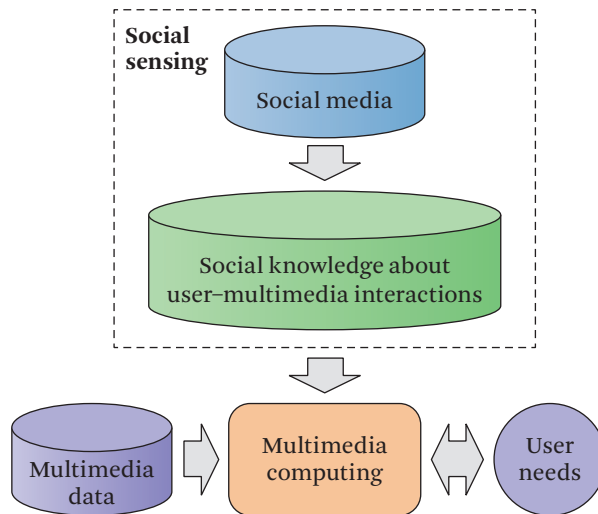 Social
sensing
Social media
Social knowledge about
user–multimedia interactions
Multimedia
data
Multimedia
computing
User
needs